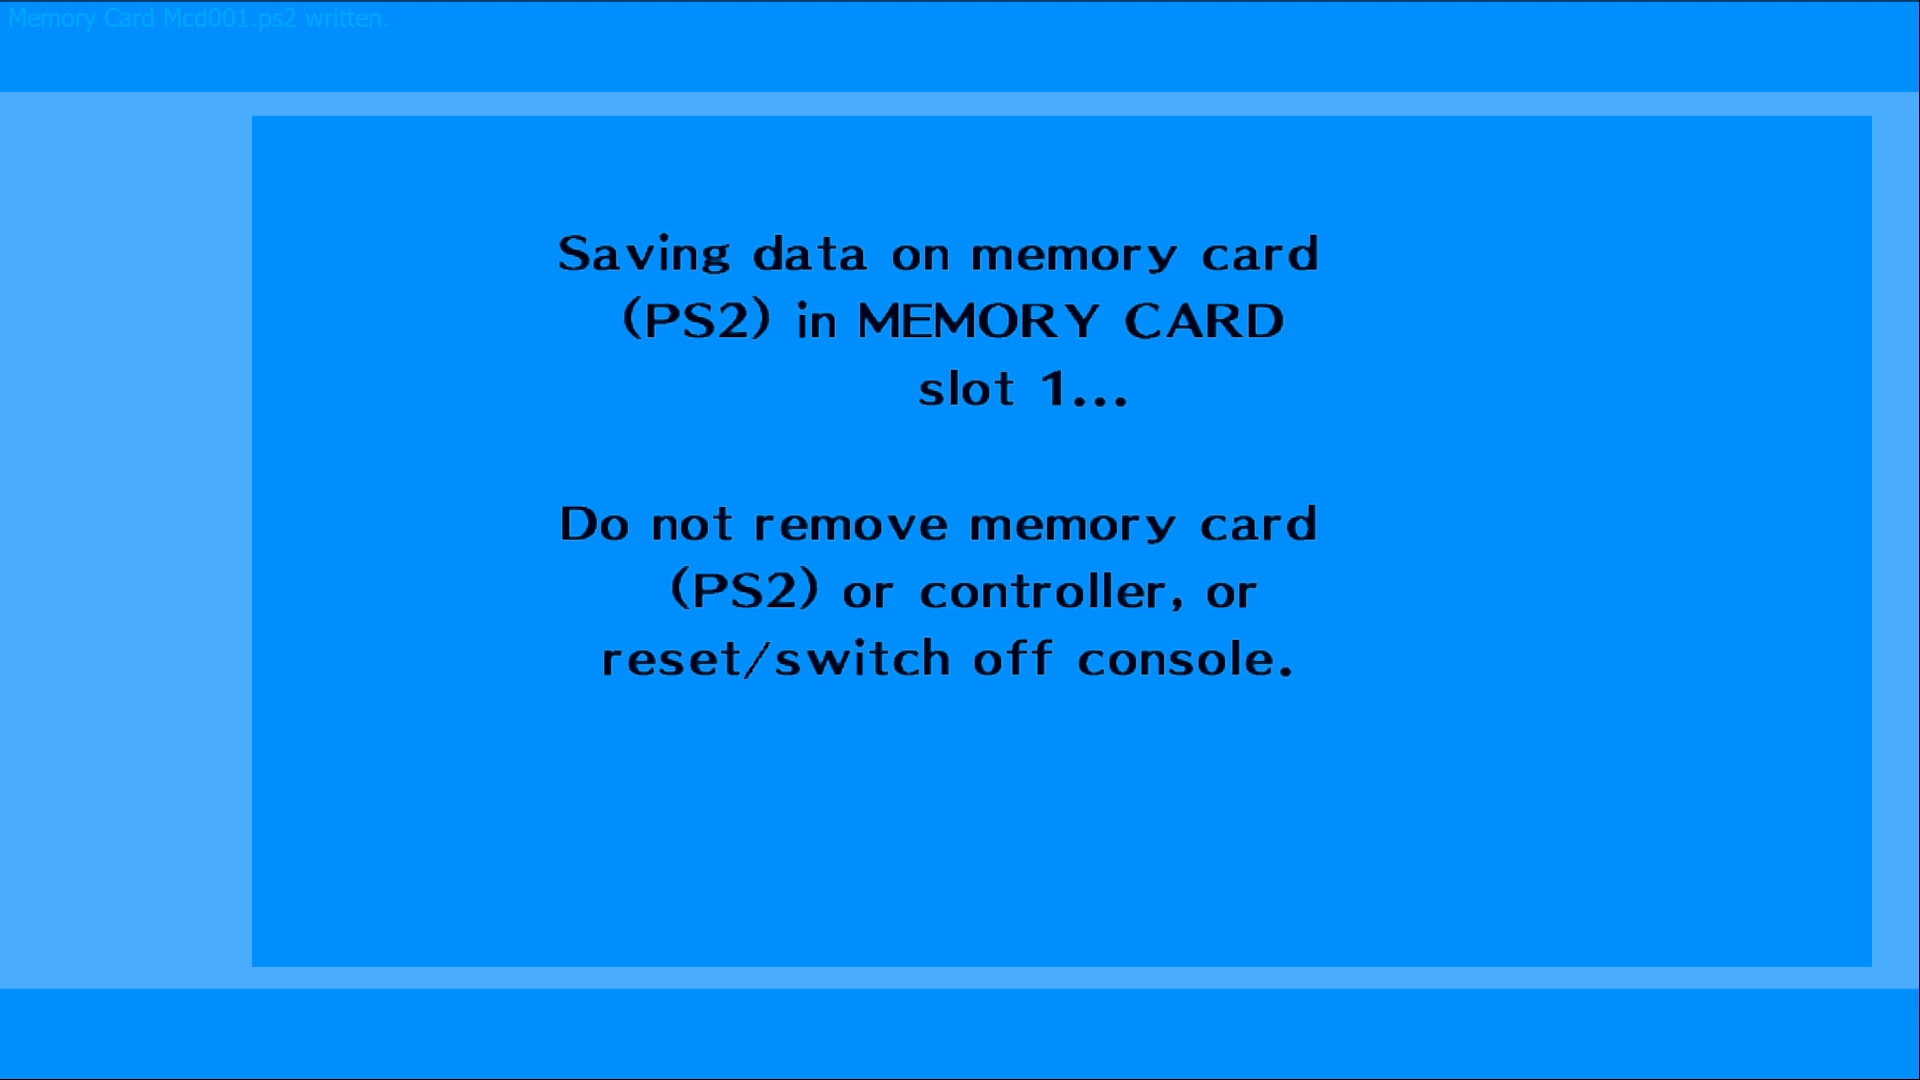 Memory Card Mcd001.ps2 written.
Saving data on memory card
(PS2) in MEMORY CARD
slot 1...
Do not remove memory card
(PS2) or controller, or
reset/switch off console.